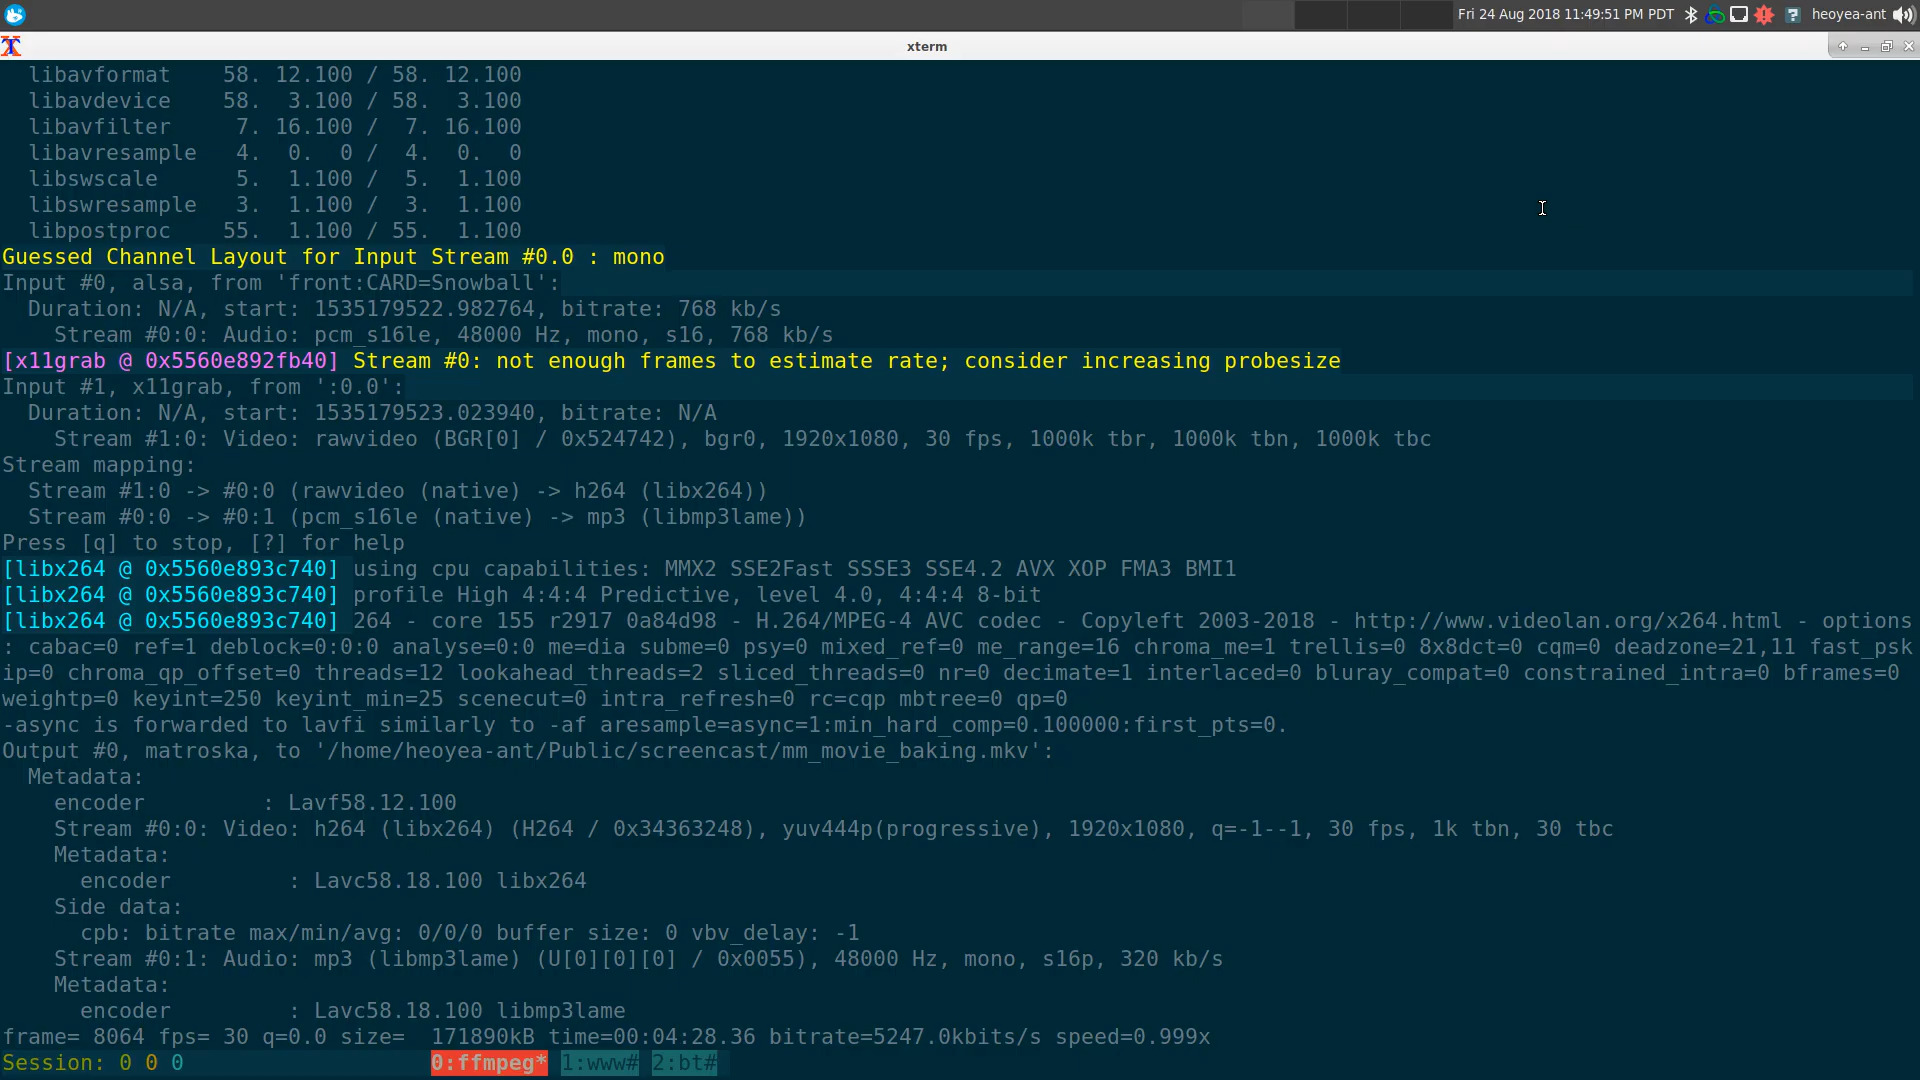 Fri 24 Aug 2018 11:49:51 PM PDT heoyea-ant
xterm
libavformat 58. 12.100 / 58. 12.100
libavdevice 58. 3.100 / 58. 3.100
libavfilter 7. 16.100 / 7. 16.100
libavresample 4. 0. 0 / 4. 0. 0
libswscale 5. 1.100 / 5. 1.100
libswresample 3. 1.100 / 3. 1.100
libpostproc 55. 1.100 / 55. 1.100
Guessed Channel Layout for Input Stream #0.0 : mono
Input #0, alsa, from 'front:CARD=Snowball':
Duration: N/A, start: 1535179522.982764, bitrate: 768 kb/s
Stream #0:0: Audio: pcm_s16le, 48000 Hz, mono, s16, 768 kb/s
[x11grab @ 0x5560e892fb40] Stream #0: not enough frames to estimate rate; consider increasing probesize
Input #1, x11grab, from ':0.0':
Duration: N/A, start: 1535179523.023940, bitrate: N/A
Stream #1:0: Video: rawvideo (BGR[0] / 0x524742), bgr0, 1920x1080, 30 fps, 1000k tbr, 1000k tbn, 1000k tbc
Stream mapping:
Stream #1:0 -> #0:0 (rawvideo (native) -> h264 (libx264))
Stream #0:0 -> #0:1 (pcm_s16le (native) -> mp3 (libmp3lame))
Press [q] to stop, [?] for help
[libx264 @ 0x5560e893c740] using cpu capabilities: MMX2 SSE2Fast SSSE3 SSE4.2 AVX XOP FMA3 BMI1
[libx264 @ 0x5560e893c740] profile High 4:4:4 Predictive, level 4.0, 4:4:4 8-bit
[libx264 @ 0x5560e893c740] 264 - core 155 r2917 0a84d98 - H.264/MPEG-4 AVC codec - Copyleft 2003-2018 - http://www.videolan.org/x264.html - options
: cabac=0 ref=1 deblock=0:0:0 analyse=0:0 me=dia subme=0 psy=0 mixed_ref=0 me_range=16 chroma_me=1 trellis=0 8x8dct=0 cqm=0 deadzone=21,11 fast_psk
ip=0 chroma_qp_offset=0 threads=12 lookahead_threads=2 sliced_threads=0 nr=0 decimate=1 interlaced=0 bluray_compat=0 constrained_intra=0 bframes=0
weightp=0 keyint=250 keyint_min=25 scenecut=0 intra_refresh=0 rc=cqp mbtree=0 qp=0
-async is forwarded to lavfi similarly to -af aresample=async=1:min_hard_comp=0.100000:first_pts=0.
Output #0, matroska, to '/home/heoyea-ant/Public/screencast/mm_movie_baking.mkv':
Metadata:
encoder : Lavf58.12.100
Stream #0:0: Video: h264 (libx264) (H264 / 0x34363248), yuv444p(progressive), 1920x1080, q=-1--1, 30 fps, 1k tbn, 30 tbc
Metadata:
encoder : Lavc58.18.100 libx264
Side data:
cpb: bitrate max/min/avg: 0/0/0 buffer size: 0 vbv_delay: -1
Stream #0:1: Audio: mp3 (libmp3lame) (U[0][0][0] / 0x0055), 48000 Hz, mono, s16p, 320 kb/s
Metadata:
encoder : Lavc58.18.100 libmp3lame
frame= 8064 fps= 30 q=0.0 size= 171890kB time=00:04:28.36 bitrate=5247.0kbits/s speed=0.999x
Session: 0 0 0 0:ffmpeg* 1:www# 2:bt#